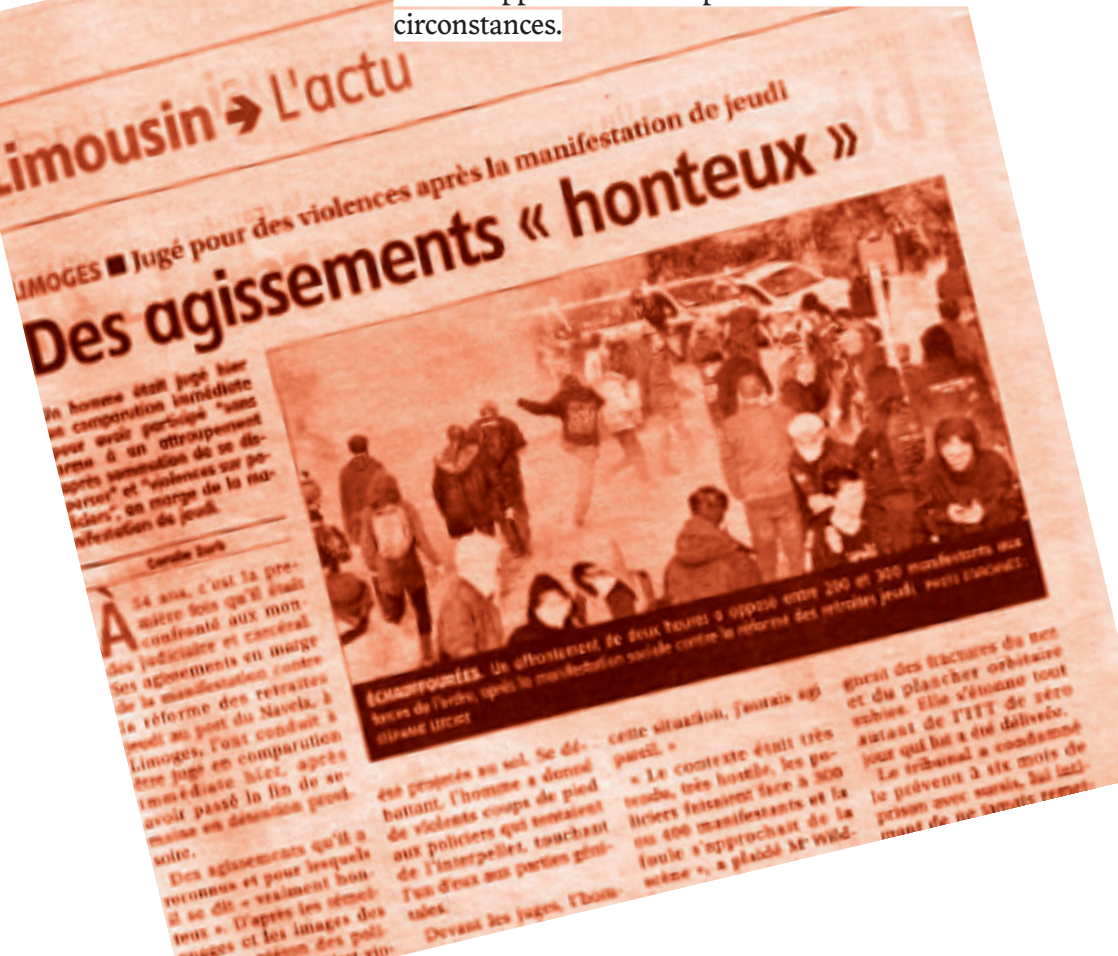 circonstances.
Limousin → L'actu
LIMOGES ■ Jugé pour des violences après la manifestation de jeudi
Des agissements « honteux »
Un homme était jugé hier
en comparution immédiate
pour avoir participé "sans
arme à un attroupement
après sommation de se dis-
perser" et "violences sur po-
liciers", en marge de la ma-
nifestation de jeudi.
À 54 ans, c'est la pre-
mière fois qu'il était
confronté aux mon-
des judiciaire et carcéral
Ses agissements en marge
de la manifestation contre
la réforme des retraites
jeudi au port du Naveix, à
Limoges, l'ont conduit à
être jugé en comparution
immédiate hier, après
avoir passé la fin de se-
maine en détention provi-
soire.
Des agissements qu'il a
reconnus et pour lesquels
il se dit « vraiment hon-
teux ». D'après les témoi-
gnages et les images des
des poli-
ÉCHAUFFOURÉES. Un affrontement de deux heures a opposé entre 200 et 300 manifestants aux
forces de l'ordre, après la manifestation sociale contre la réforme des retraites jeudi.
été projetés au sol. Se dé-
battant, l'homme a donné
de violents coups de pied
aux policiers qui tentaient
de l'interpeller, touchant
l'un d'eux aux parties géni-
tales.
Devant les juges, l'hom-
cette situation, j'aurais agi
pareil. »
« Le contexte était très
tendu, très hostile, les po-
liciers faisaient face à 300
ou 400 manifestants et la
foule s'approchait de la
scène », a plaidé Mᵉ
des fractures du nez
et du plancher orbitaire
Elle s'étonne tout
autant de l'ITT de zéro
jour qui lui a été délivrée.
Le tribunal a condamné
le prévenu à six mois de
prison avec sursis, lui